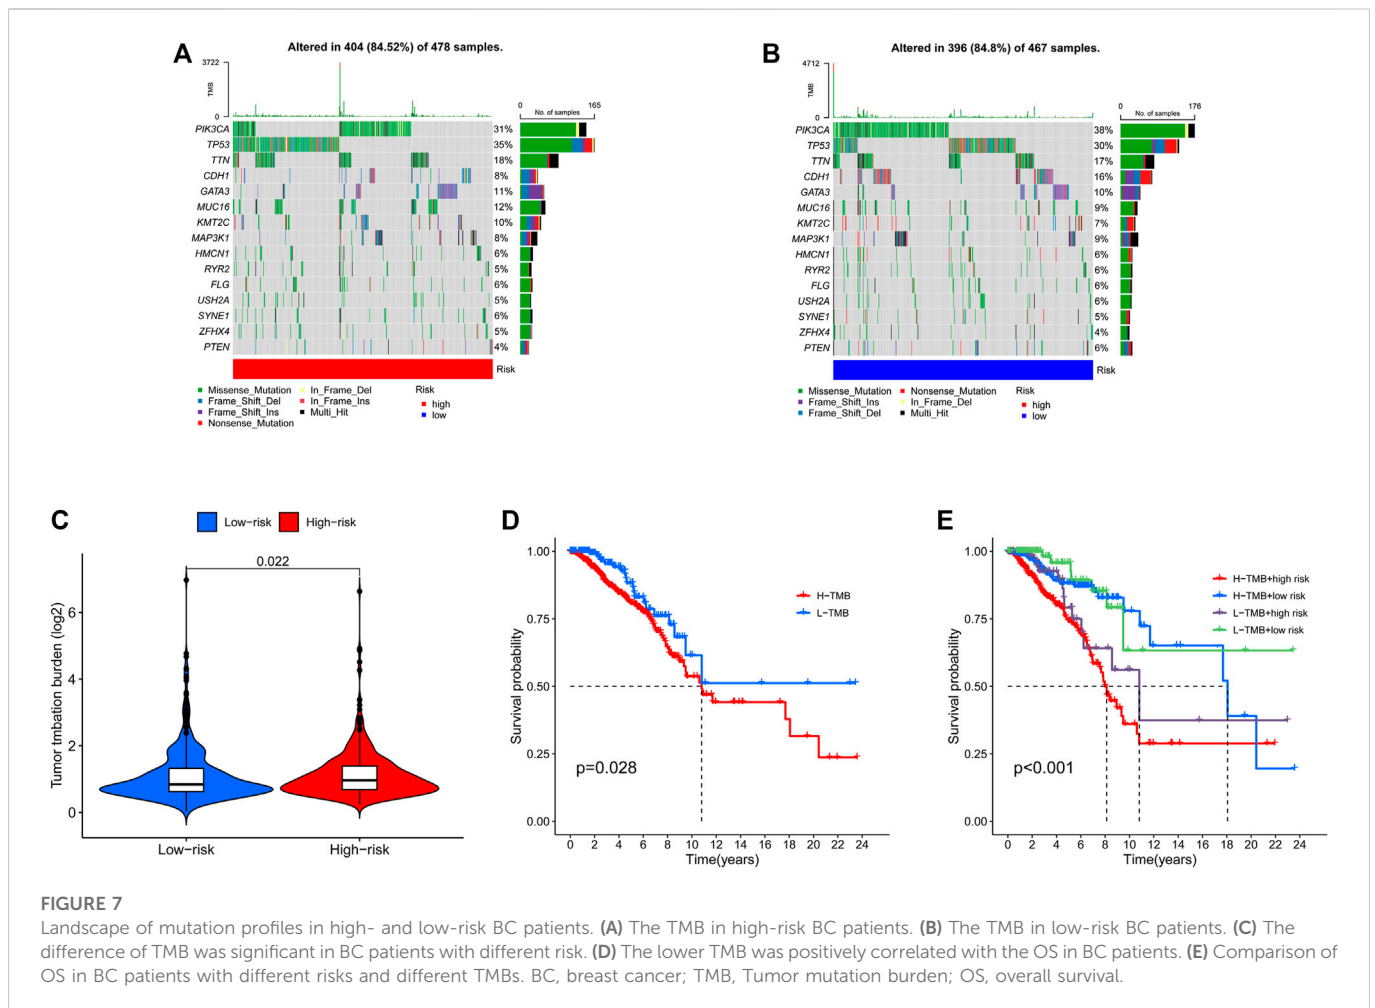 A
Altered in 404 (84.52%) of 478 samples.
3722
TMB
0
0
165
No. of samples
PIK3CA 31%
TP53 35%
TTN 18%
CDH1 8%
GATA3 11%
MUC16 12%
KMT2C 10%
MAP3K1 8%
HMCN1 6%
RYR2 5%
FLG 6%
USH2A 5%
SYNE1 6%
ZFHX4 5%
PTEN 4%
Risk
Missense_Mutation In_Frame_Del Risk
Frame_Shift_Del In_Frame_Ins high
Frame_Shift_Ins Multi_Hit low
Nonsense_Mutation
B
Altered in 396 (84.8%) of 467 samples.
4712
TMB
0
0
176
No. of samples
PIK3CA 38%
TP53 30%
TTN 17%
CDH1 16%
GATA3 10%
MUC16 9%
KMT2C 7%
MAP3K1 9%
HMCN1 6%
RYR2 6%
FLG 6%
USH2A 6%
SYNE1 5%
ZFHX4 4%
PTEN 6%
Risk
Missense_Mutation Nonsense_Mutation Risk
Frame_Shift_Ins In_Frame_Del high
Frame_Shift_Del Multi_Hit low
C
Low-risk High-risk
0.022
Tumor tmbation burden (log2)
6
4
2
0
Low-risk High-risk
D
1.00
0.75
0.50
0.25
0.00
Survival probability
H-TMB
L-TMB
p=0.028
0 2 4 6 8 10 12 14 16 18 20 22 24
Time(years)
E
1.00
0.75
0.50
0.25
0.00
Survival probability
H-TMB+high risk
H-TMB+low risk
L-TMB+high risk
L-TMB+low risk
p<0.001
0 2 4 6 8 10 12 14 16 18 20 22 24
Time(years)
FIGURE 7
Landscape of mutation profiles in high- and low-risk BC patients. (A) The TMB in high-risk BC patients. (B) The TMB in low-risk BC patients. (C) The
difference of TMB was significant in BC patients with different risk. (D) The lower TMB was positively correlated with the OS in BC patients. (E) Comparison of
OS in BC patients with different risks and different TMBs. BC, breast cancer; TMB, Tumor mutation burden; OS, overall survival.